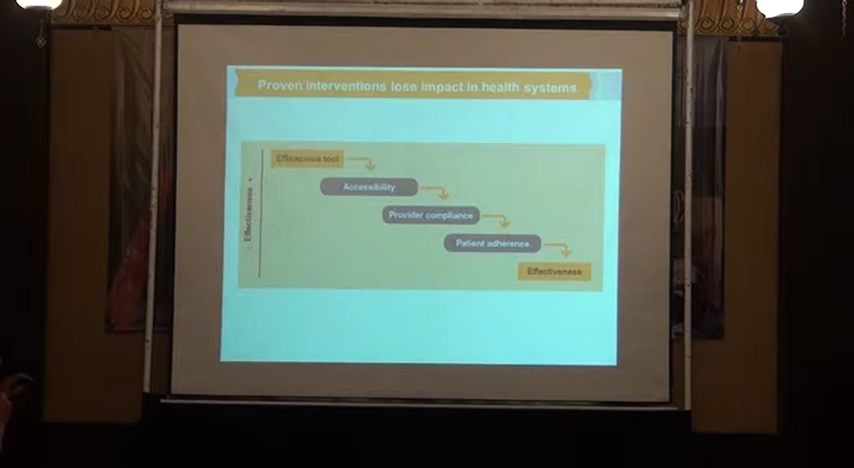 Proven interventions lose impact in health systems
Efficacious tool
Accessibility
Provider compliance
Patient adherence
Effectiveness
- Effectiveness +